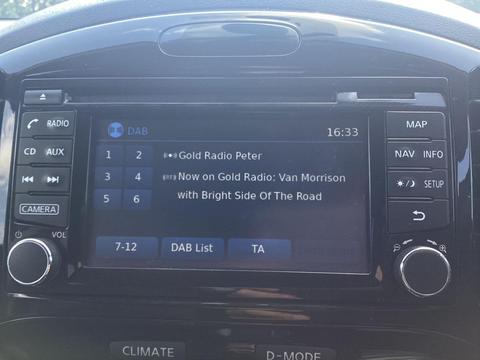 RADIO
CD AUX
CAMERA
VOL
DAB 16:33
1 2
3 4
5 6
Gold Radio Peter
Now on Gold Radio: Van Morrison
with Bright Side Of The Road
7-12 DAB List TA
MAP
NAV INFO
SETUP
CLIMATE D-MODE